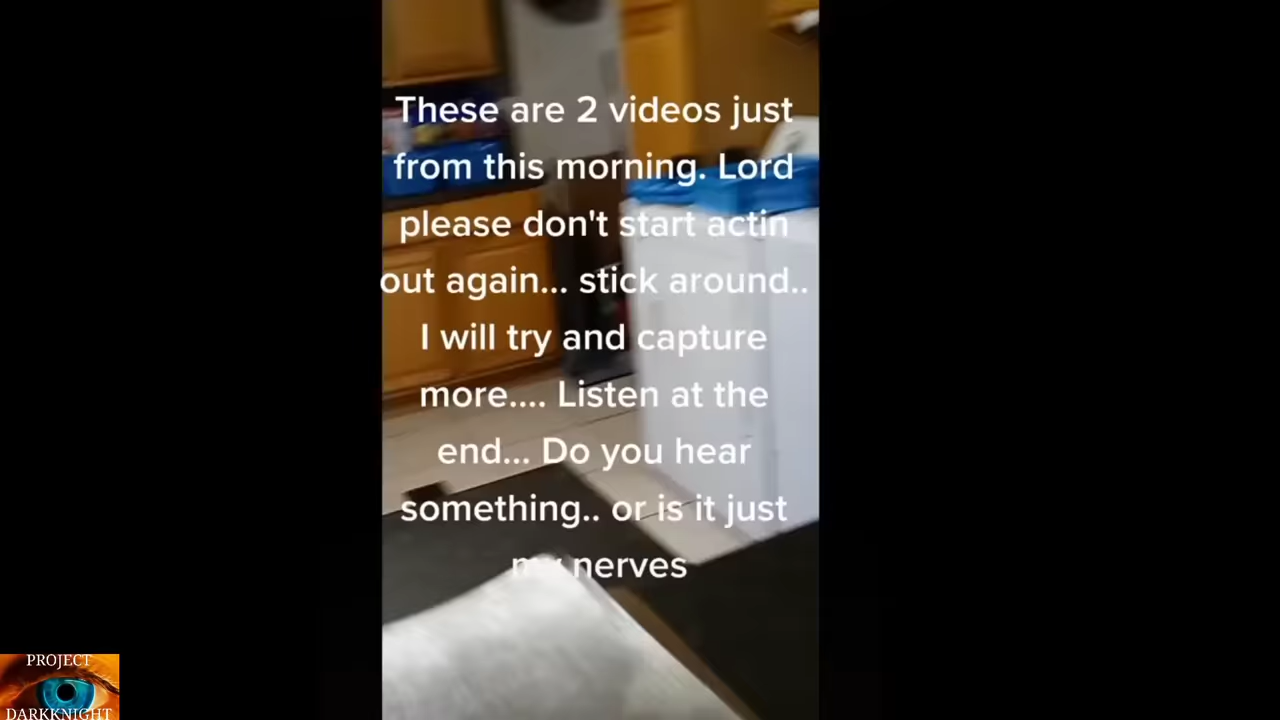 These are 2 videos just
from this morning. Lord
please don't start actin
out again... stick around..
I will try and capture
more.... Listen at the
end... Do you hear
something.. or is it just
my nerves
PROJECT
DARKKNIGHT